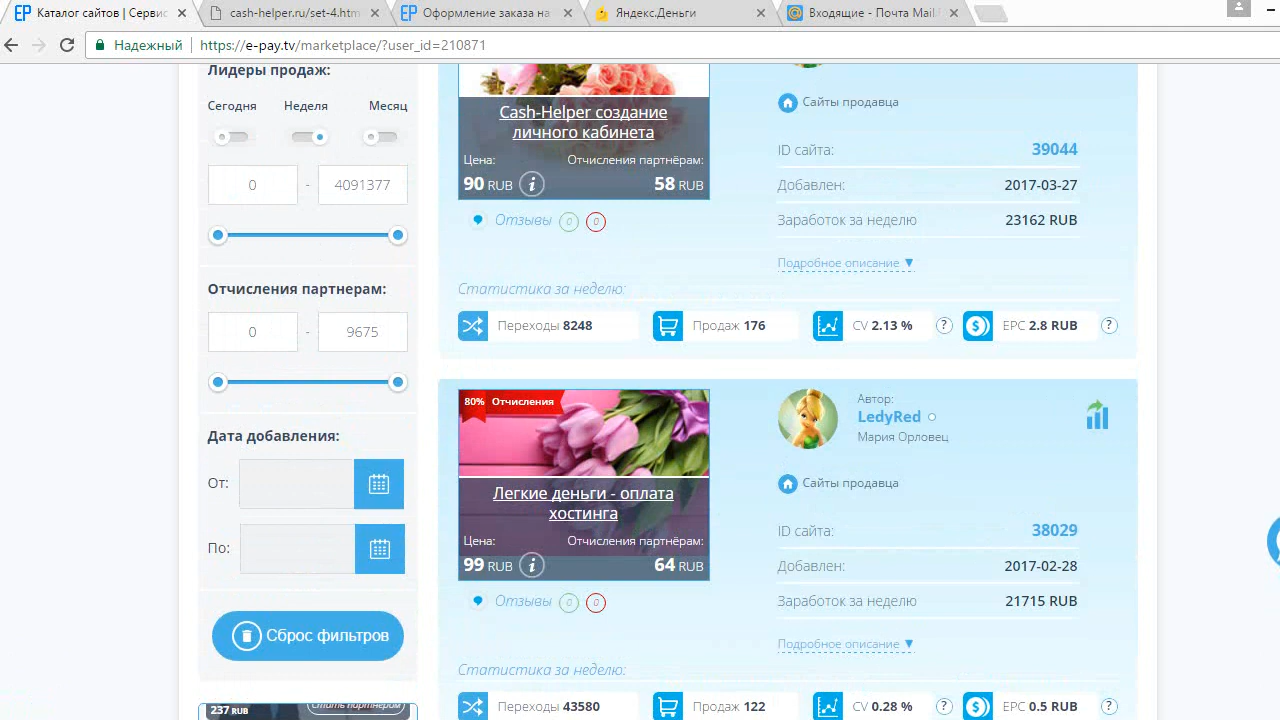 Каталог сайтов | Сервис
cash-helper.ru/set-4.htm
Оформление заказа на
Яндекс.Деньги
Входящие - Почта Mail
Надежный
https://e-pay.tv/marketplace/?user_id=210871
Лидеры продаж:
Сегодня Неделя Месяц
0 - 4091377
Отчисления партнерам:
0 - 9675
Дата добавления:
От:
По:
Сброс фильтров
237 RUB
Стать партнером
Cash-Helper создание
личного кабинета
Цена: Отчисления партнёрам:
90 RUB i 58 RUB
Отзывы 0 0
Сайты продавца
ID сайта: 39044
Добавлен: 2017-03-27
Заработок за неделю 23162 RUB
Подробное описание ▼
Статистика за неделю:
Переходы 8248 Продаж 176 CV 2.13 % ? EPC 2.8 RUB ?
80% Отчисления
Легкие деньги - оплата
хостинга
Цена: Отчисления партнёрам:
99 RUB i 64 RUB
Отзывы 0 0
Автор:
LedyRed
Мария Орловец
Сайты продавца
ID сайта: 38029
Добавлен: 2017-02-28
Заработок за неделю 21715 RUB
Подробное описание ▼
Статистика за неделю:
Переходы 43580 Продаж 122 CV 0.28 % ? EPC 0.5 RUB ?